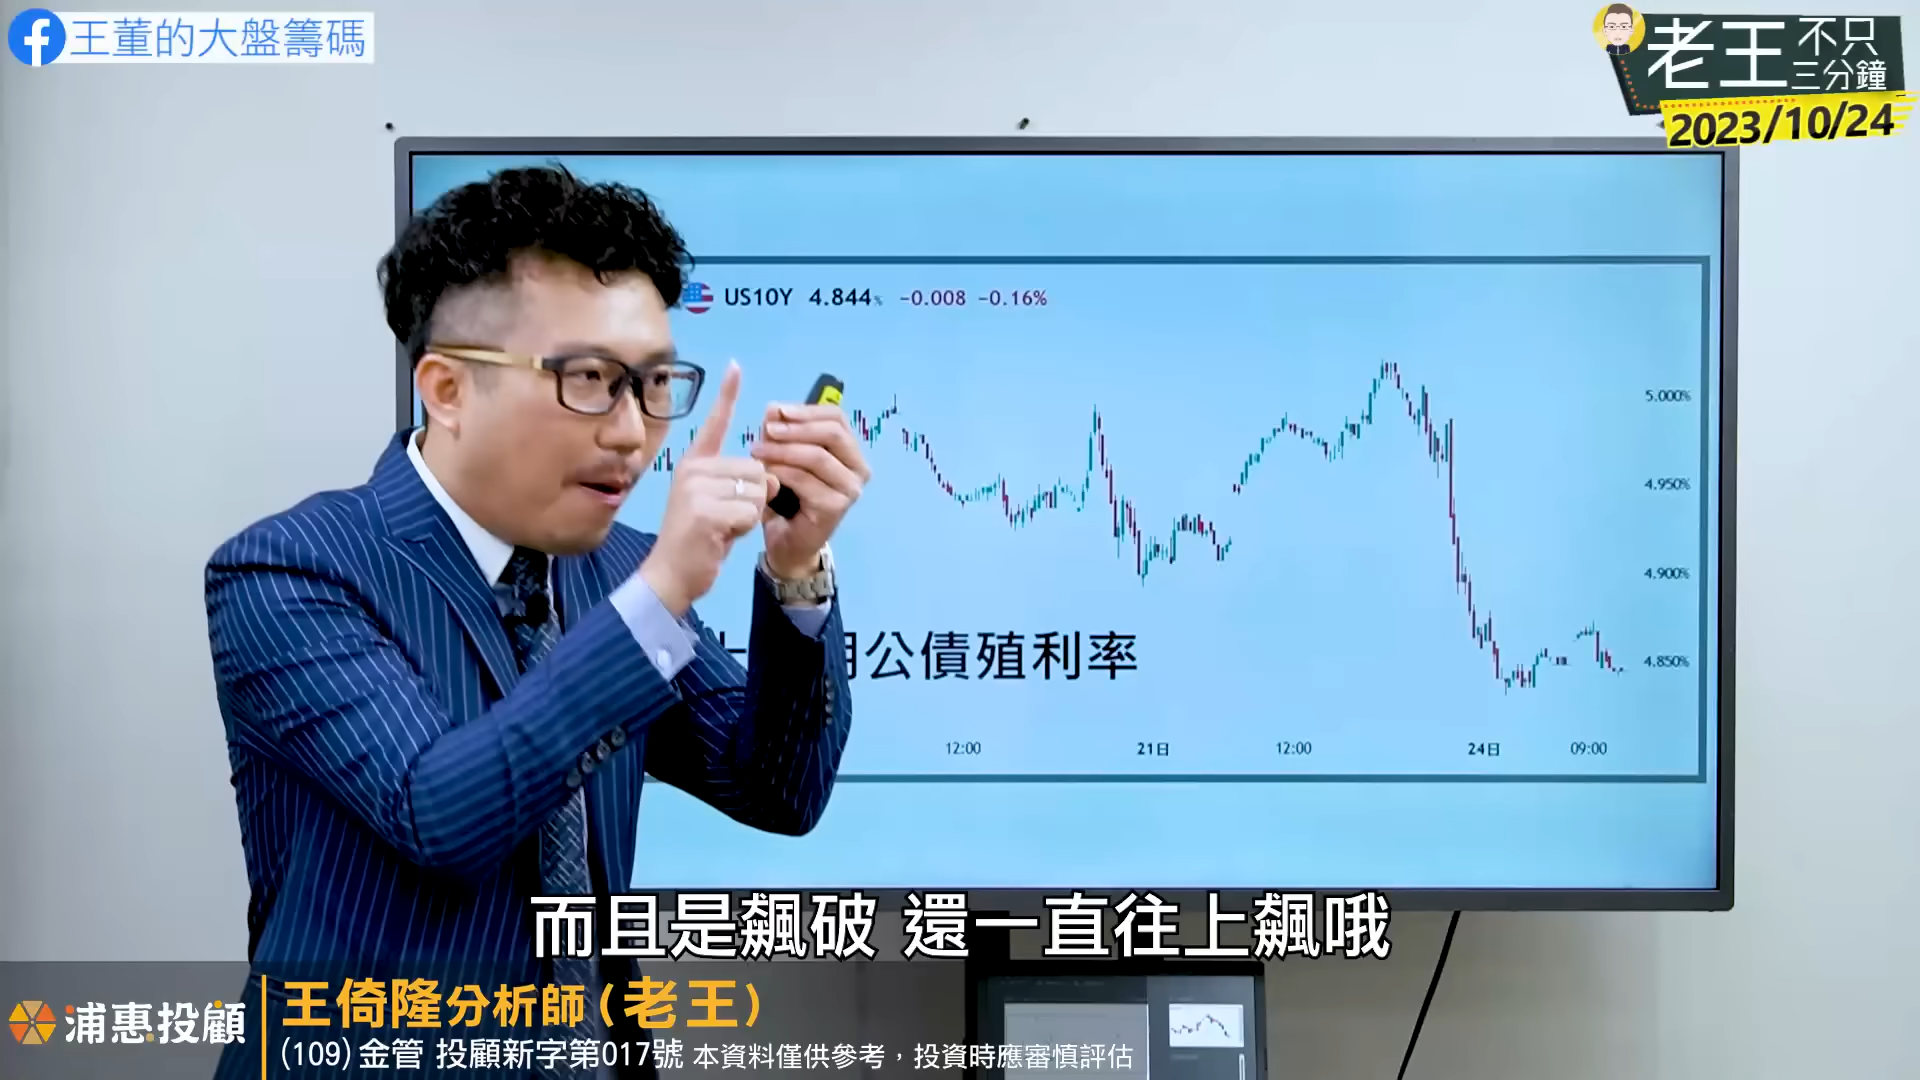 王董的大盤籌碼
老王不只三分鐘
2023/10/24
US10Y 4.844% -0.008 -0.16%
5.000%
4.950%
4.900%
4.850%
期公債殖利率
12:00 21日 12:00 24日 09:00
而且是飆破 還一直往上飆哦
浦惠投顧
王倚隆分析師(老王)
(109)金管 投顧新字第017號 本資料僅供參考，投資時應審慎評估